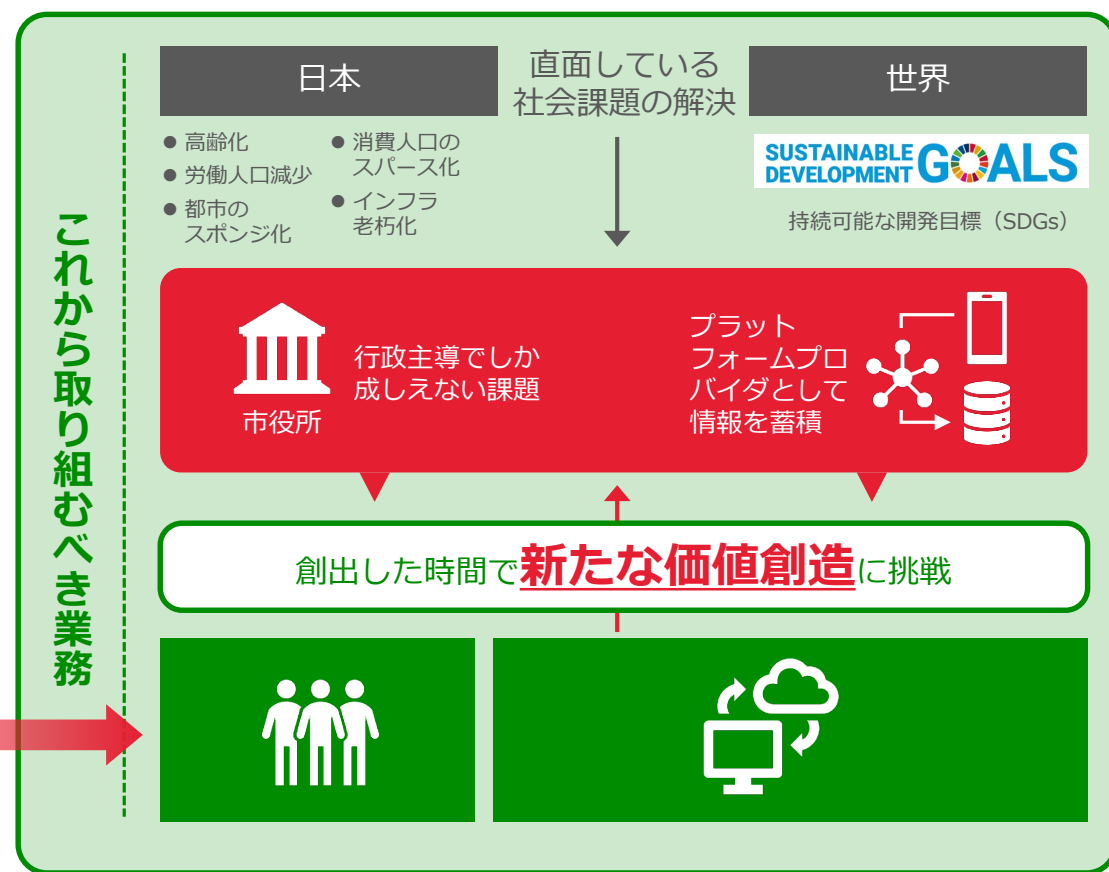 これから取り組むべき業務
日本
直面している
社会課題の解決
世界
● 高齢化
● 労働人口減少
● 都市の
スポンジ化
● 消費人口の
スパース化
● インフラ
老朽化
SUSTAINABLE
DEVELOPMENT
GOALS
持続可能な開発目標（SDGs）
市役所
行政主導でしか
成しえない課題
プラット
フォームプロ
バイダとして
情報を蓄積
創出した時間で新たな価値創造に挑戦